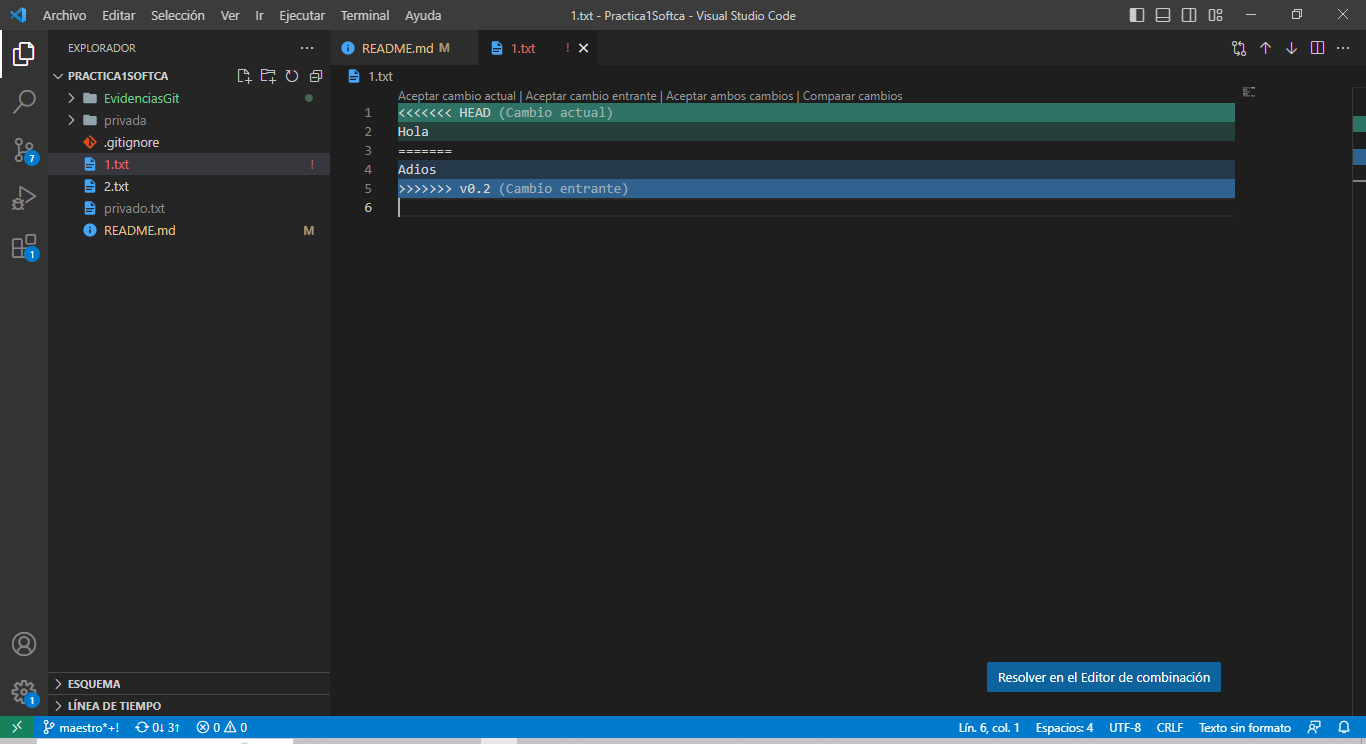 Archivo Editar Selección Ver Ir Ejecutar Terminal Ayuda 1.txt - Practica1Softca - Visual Studio Code
EXPLORADOR
PRACTICA1SOFTCA
EvidenciasGit
privada
.gitignore
1.txt !
2.txt
privado.txt
README.md M
7
1
ESQUEMA
LÍNEA DE TIEMPO
1
README.md M 1.txt !
1.txt
Aceptar cambio actual | Aceptar cambio entrante | Aceptar ambos cambios | Comparar cambios
1 <<<<<<< HEAD (Cambio actual)
2 Hola
3 =======
4 Adios
5 >>>>>>> v0.2 (Cambio entrante)
6
Resolver en el Editor de combinación
maestro*+! 0↓ 3↑ 0 0 Lín. 6, col. 1 Espacios: 4 UTF-8 CRLF Texto sin formato